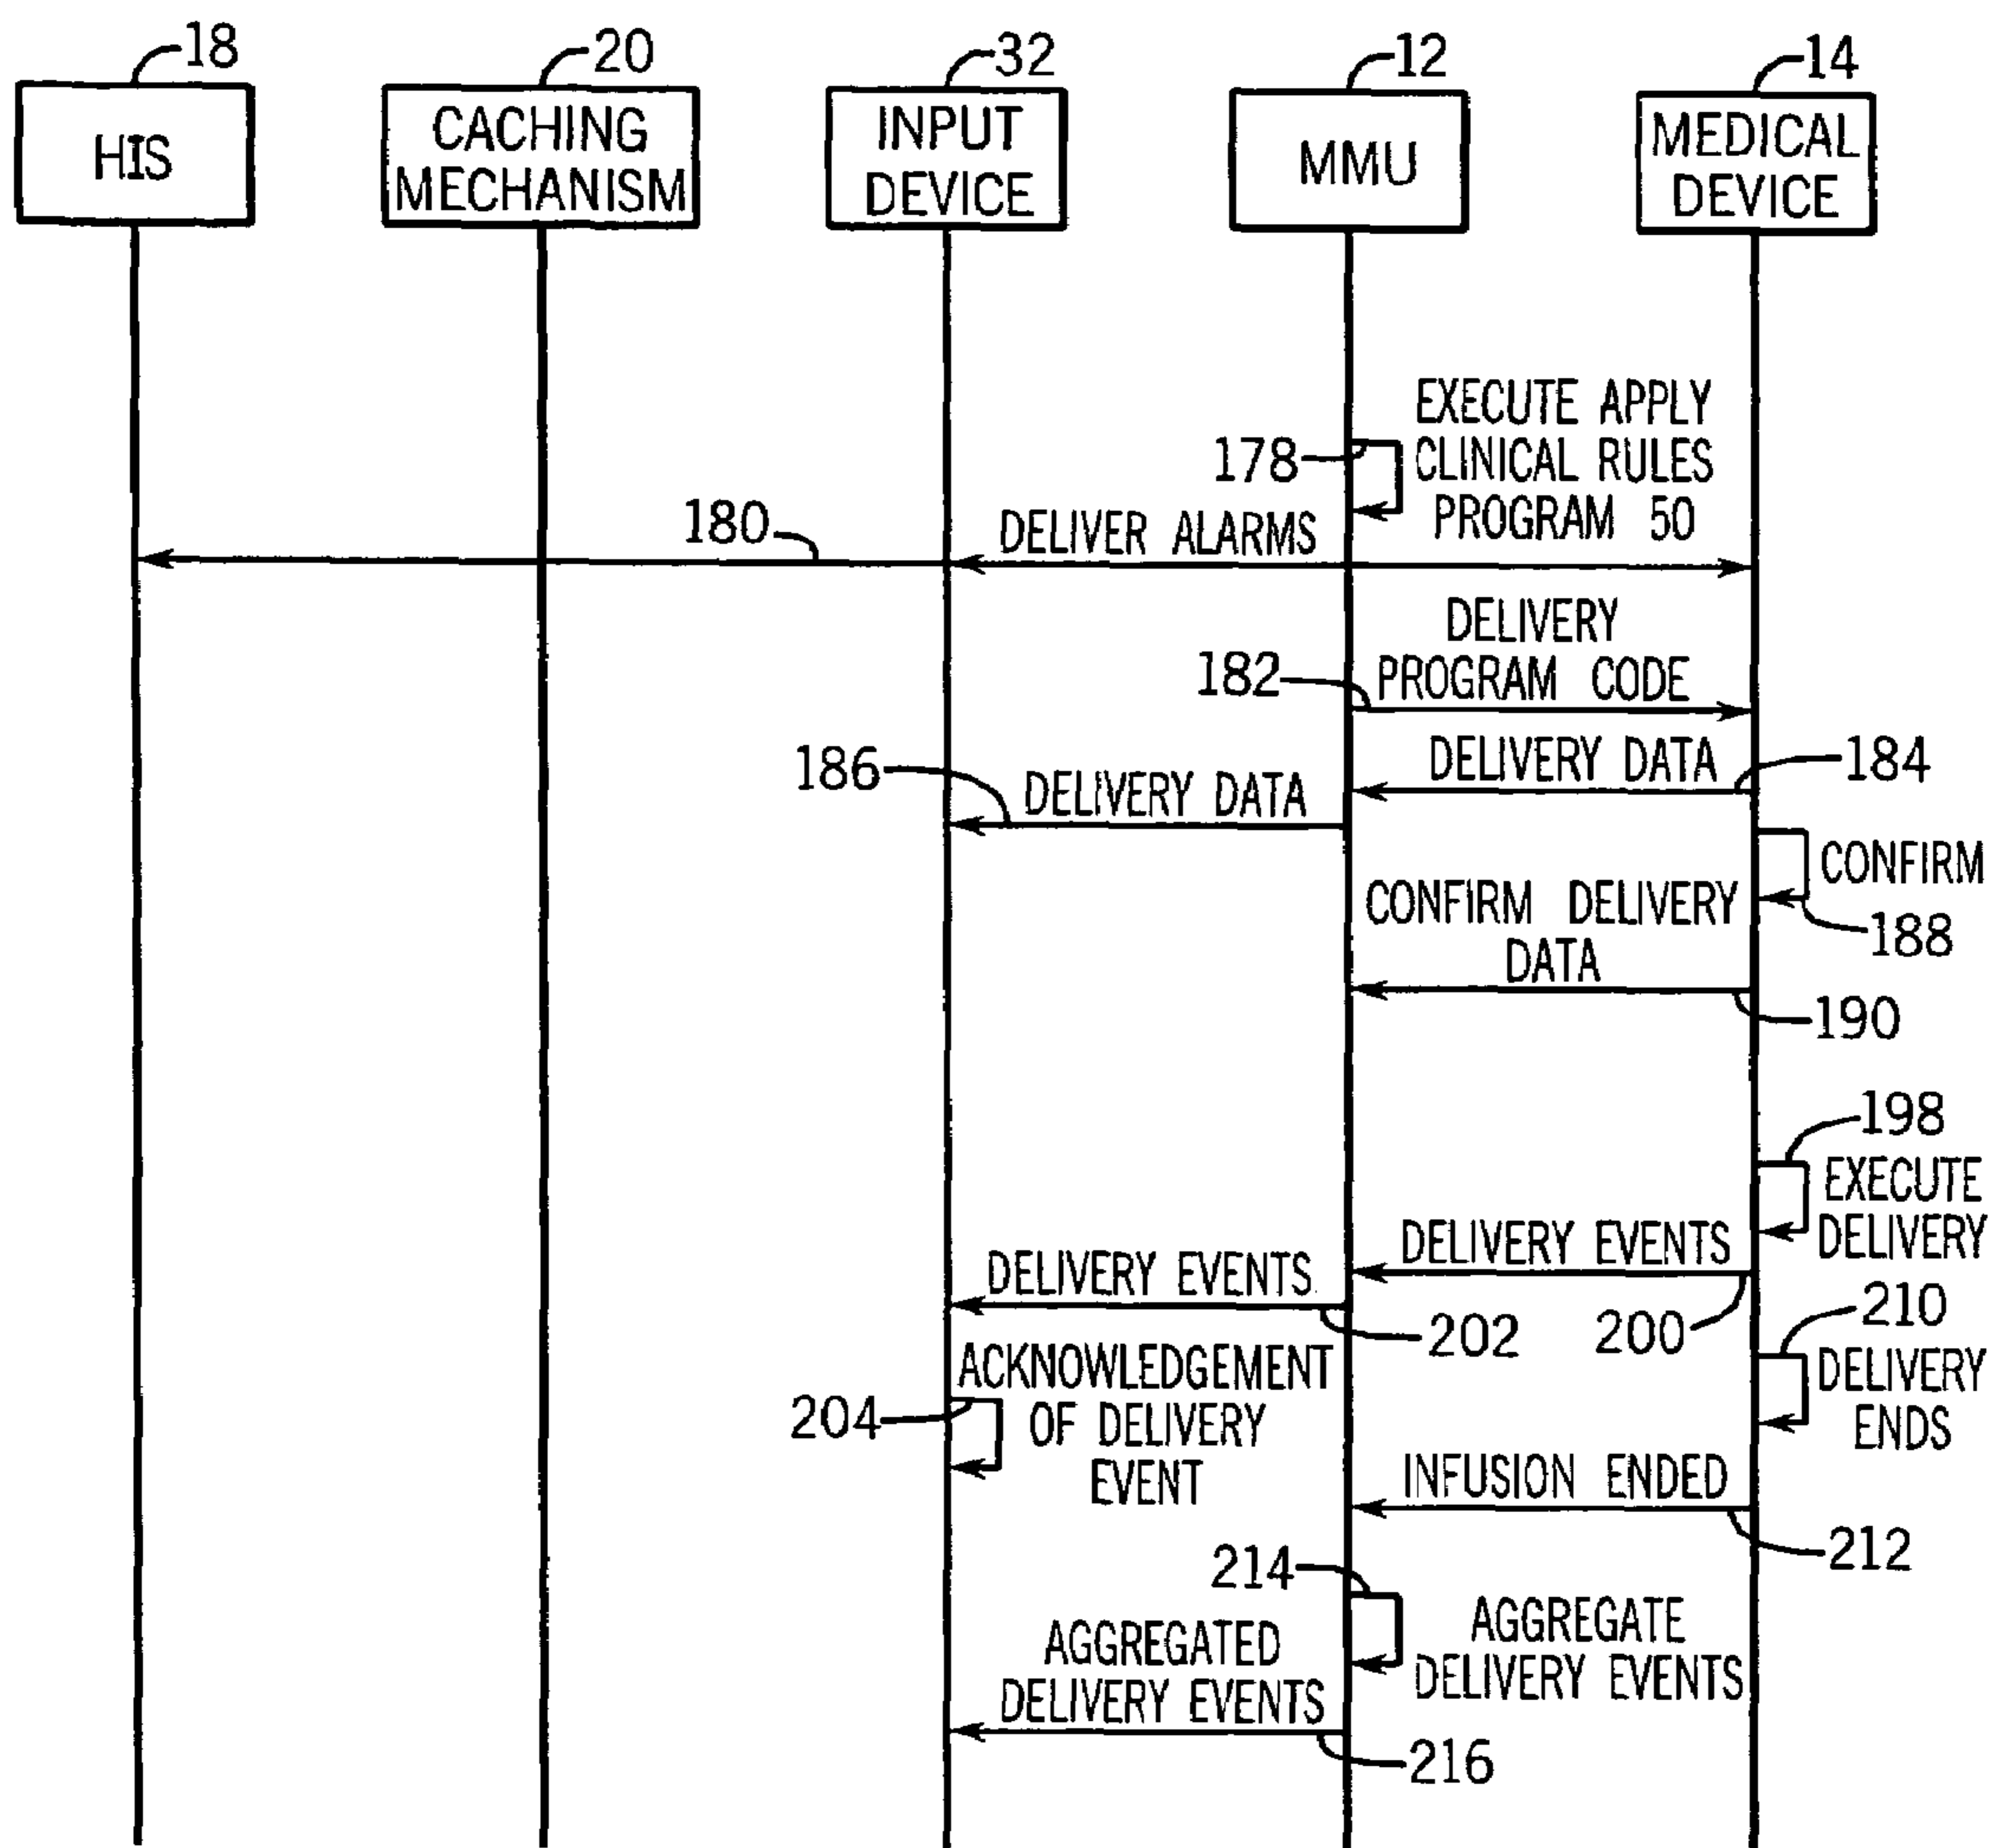 18
20
32
12
14
HIS
CACHING
MECHANISM
INPUT
DEVICE
MMU
MEDICAL
DEVICE
178
EXECUTE APPLY
CLINICAL RULES
PROGRAM 50
180
DELIVER ALARMS
182
DELIVERY
PROGRAM CODE
DELIVERY DATA
184
186
DELIVERY DATA
CONFIRM
188
CONFIRM DELIVERY
DATA
190
198
EXECUTE
DELIVERY
DELIVERY EVENTS
200
DELIVERY EVENTS
202
210
DELIVERY
ENDS
204
ACKNOWLEDGEMENT
OF DELIVERY
EVENT
INFUSION ENDED
212
214
AGGREGATE
DELIVERY EVENTS
AGGREGATED
DELIVERY EVENTS
216